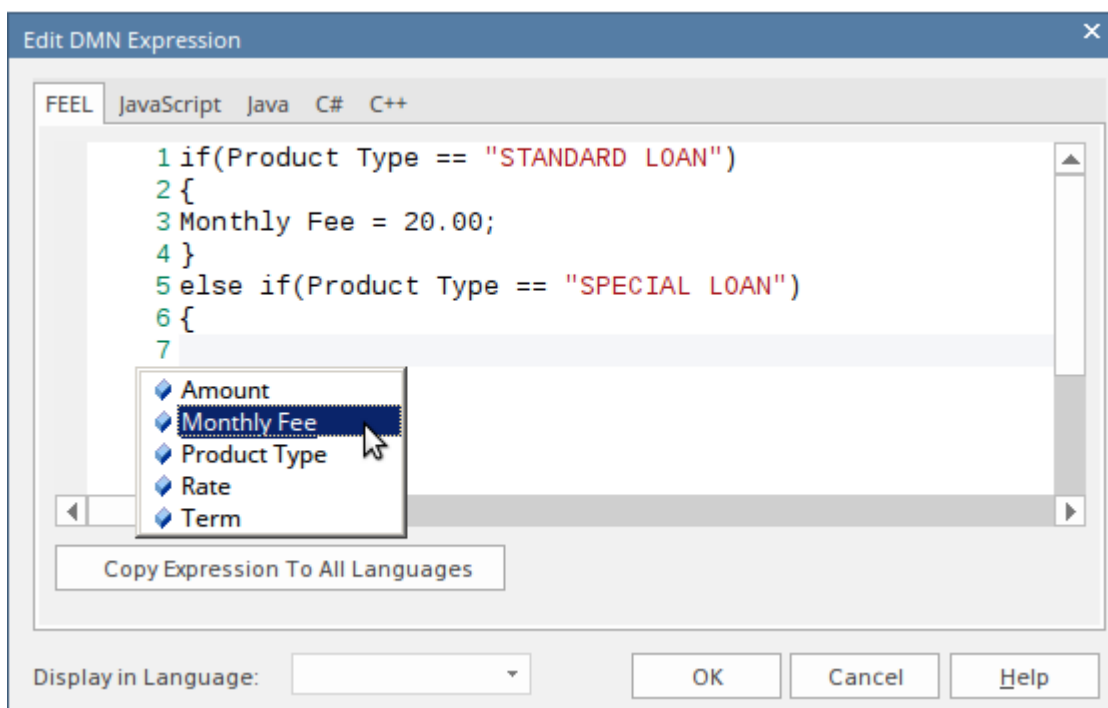 Edit DMN Expression
FEEL JavaScript Java C# C++
1 if(Product Type == "STANDARD LOAN")
2 {
3 Monthly Fee = 20.00;
4 }
5 else if(Product Type == "SPECIAL LOAN")
6 {
7
Amount
Monthly Fee
Product Type
Rate
Term
Copy Expression To All Languages
Display in Language: OK Cancel Help